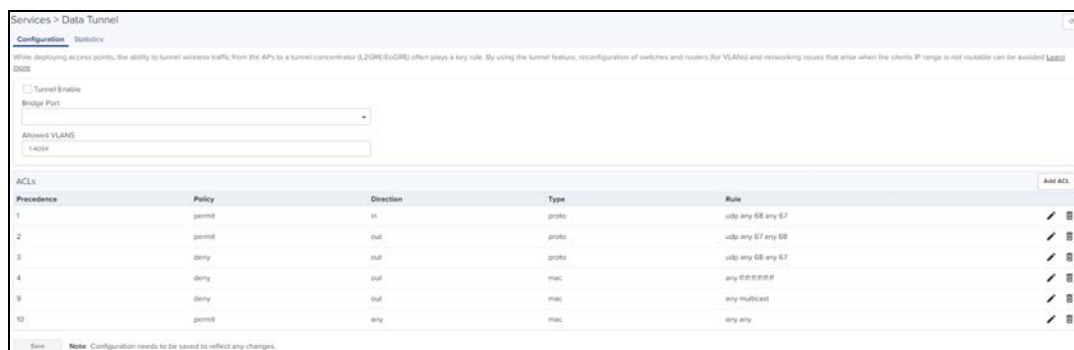 Services > Data Tunnel
Configuration Statistics
While deploying access points, the ability to tunnel wireless traffic from the APs to a tunnel concentrator (L2GRE/EoGRE) often plays a key role. By using the tunnel feature, reconfiguration of switches and routers (for VLANs) and networking issues that arise when the clients IP range is not routable can be avoided Learn
more
Tunnel Enable
Bridge Port
Allowed VLANS
1-4094
ACLs Add ACL
Precedence Policy Direction Type Rule
1 permit in proto udp any 68 any 67
2 permit out proto udp any 67 any 68
3 deny out proto udp any 68 any 67
4 deny out mac any ff:ff:ff:ff:ff:ff
9 deny out mac any multicast
10 permit any mac any any
Save Note: Configuration needs to be saved to reflect any changes.